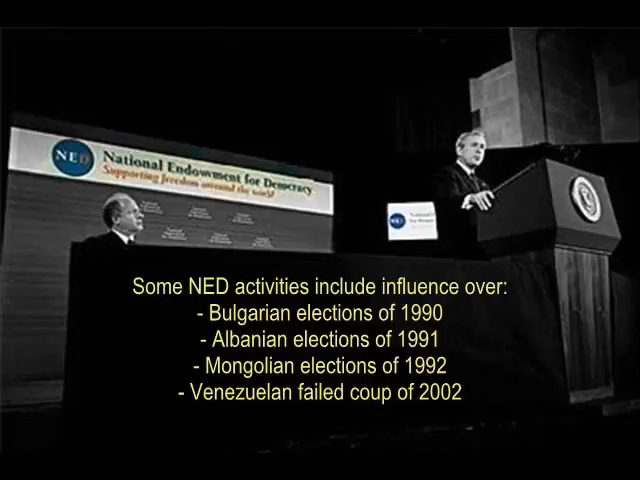 NED
National Endowment for Democracy
Supporting freedom around the world
NED
Some NED activities include influence over:
- Bulgarian elections of 1990
- Albanian elections of 1991
- Mongolian elections of 1992
- Venezuelan failed coup of 2002